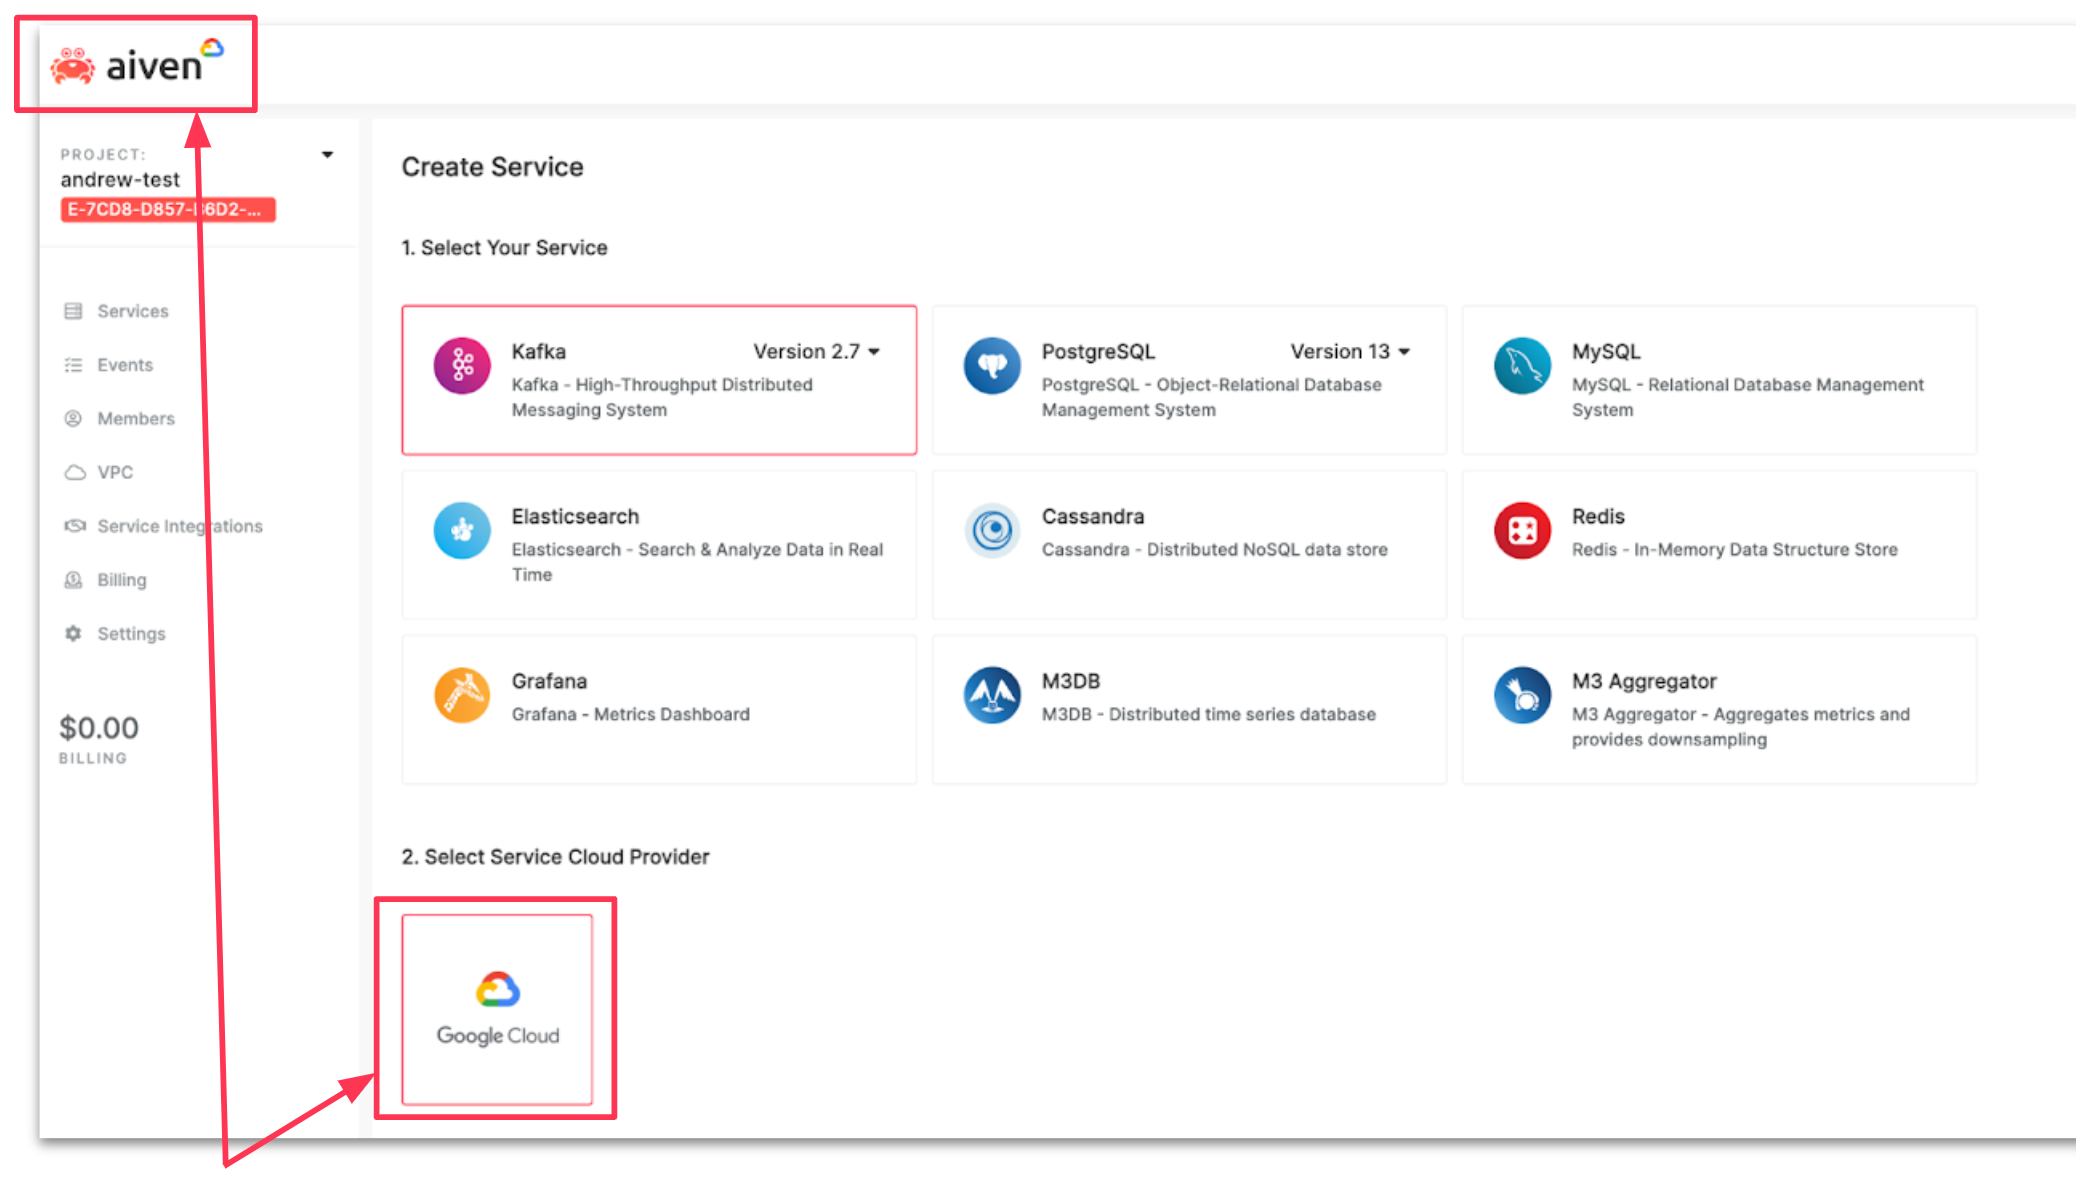 aiven
PROJECT:
andrew-test
E-7CD8-D857- 6D2-...
Services
Events
Members
VPC
Service Integrations
Billing
Settings
$0.00
BILLING
Create Service
1. Select Your Service
Kafka
Version 2.7
Kafka - High-Throughput Distributed
Messaging System
PostgreSQL
Version 13
PostgreSQL - Object-Relational Database
Management System
MySQL
MySQL - Relational Database Management
System
Elasticsearch
Elasticsearch - Search & Analyze Data in Real
Time
Cassandra
Cassandra - Distributed NoSQL data store
Redis
Redis - In-Memory Data Structure Store
Grafana
Grafana - Metrics Dashboard
M3DB
M3DB - Distributed time series database
M3 Aggregator
M3 Aggregator - Aggregates metrics and
provides downsampling
2. Select Service Cloud Provider
Google Cloud